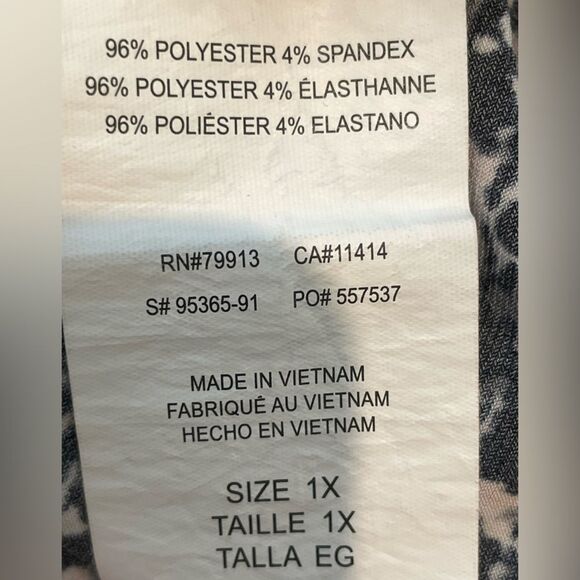 96% POLYESTER 4% SPANDEX
96% POLYESTER 4% ÉLASTHANNE
96% POLIÉSTER 4% ELASTANO
RN#79913 CA#11414
S# 95365-91 PO# 557537
MADE IN VIETNAM
FABRIQUÉ AU VIETNAM
HECHO EN VIETNAM
SIZE 1X
TAILLE 1X
TALLA EG